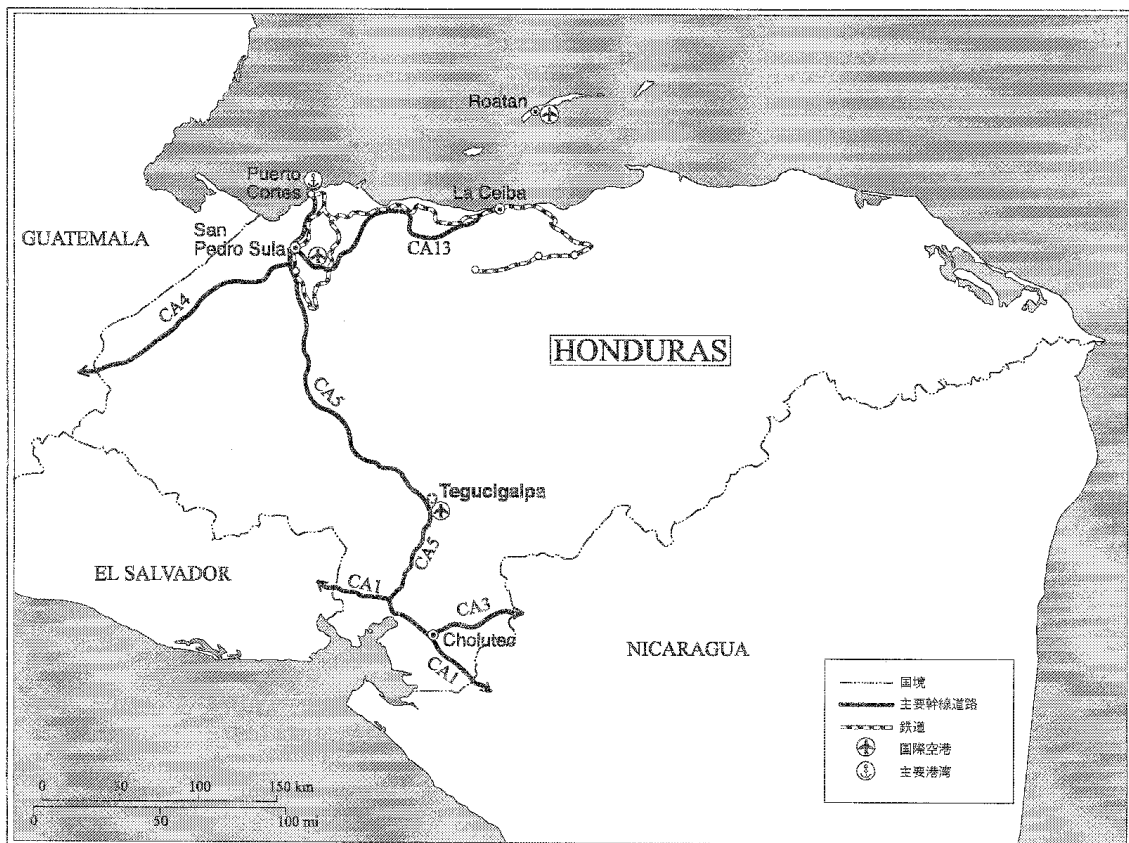 Roatan
Puerto
Cortes
La Ceiba
San
Pedro Sula
GUATEMALA
CA13
CA4
HONDURAS
CA5
Tegucigalpa
CA5
EL SALVADOR
CA1
CA3
Cholutec
CA1
NICARAGUA
国境
主要幹線道路
鉄道
国際空港
主要港湾
0 30 100 150 km
0 50 100 mi